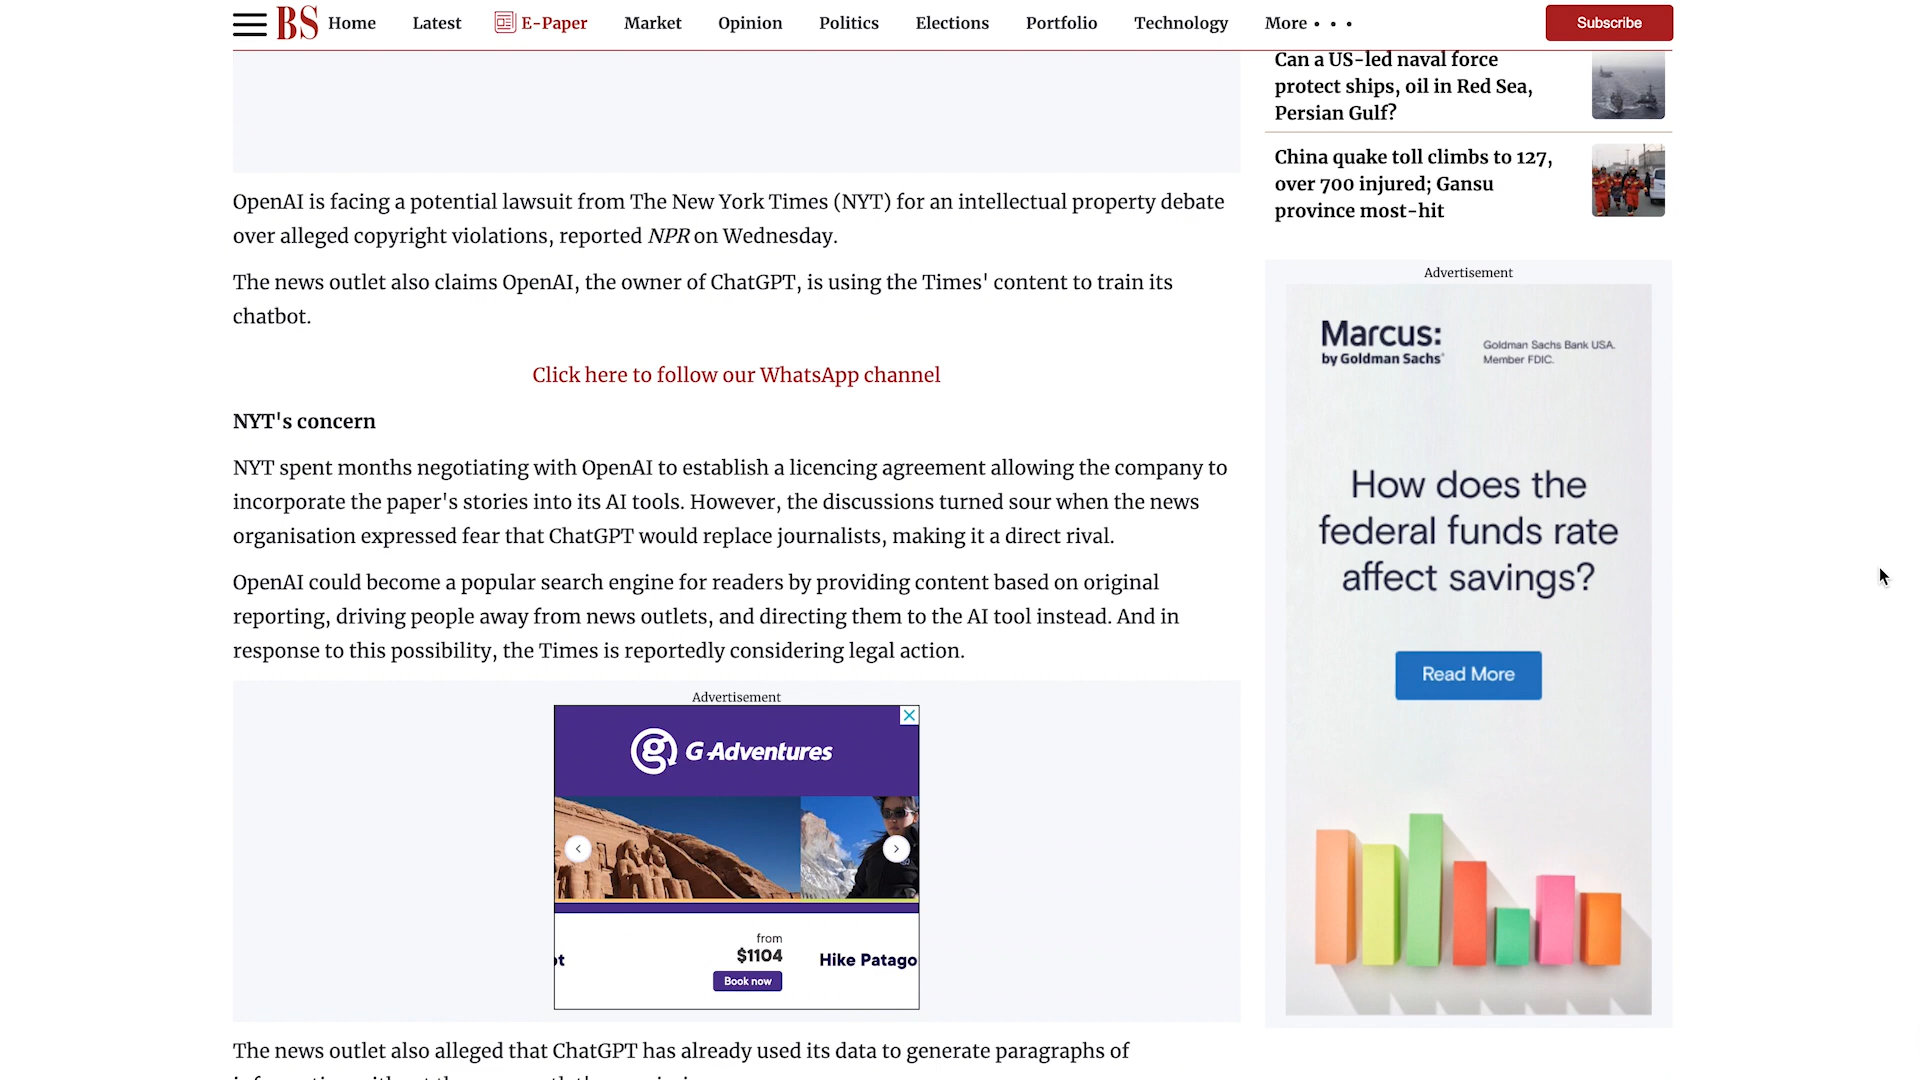 BS Home Latest E-Paper Market Opinion Politics Elections Portfolio Technology More Subscribe
Can a US-led naval force
protect ships, oil in Red Sea,
Persian Gulf?
China quake toll climbs to 127,
over 700 injured; Gansu
province most-hit
OpenAI is facing a potential lawsuit from The New York Times (NYT) for an intellectual property debate
over alleged copyright violations, reported NPR on Wednesday.
The news outlet also claims OpenAI, the owner of ChatGPT, is using the Times' content to train its
chatbot.
Click here to follow our WhatsApp channel
NYT's concern
NYT spent months negotiating with OpenAI to establish a licencing agreement allowing the company to
incorporate the paper's stories into its AI tools. However, the discussions turned sour when the news
organisation expressed fear that ChatGPT would replace journalists, making it a direct rival.
OpenAI could become a popular search engine for readers by providing content based on original
reporting, driving people away from news outlets, and directing them to the AI tool instead. And in
response to this possibility, the Times is reportedly considering legal action.
Advertisement
G Adventures
from
$1104
Book now
Hike Patago
The news outlet also alleged that ChatGPT has already used its data to generate paragraphs of
Advertisement
Marcus:
by Goldman Sachs
Goldman Sachs Bank USA.
Member FDIC.
How does the
federal funds rate
affect savings?
Read More